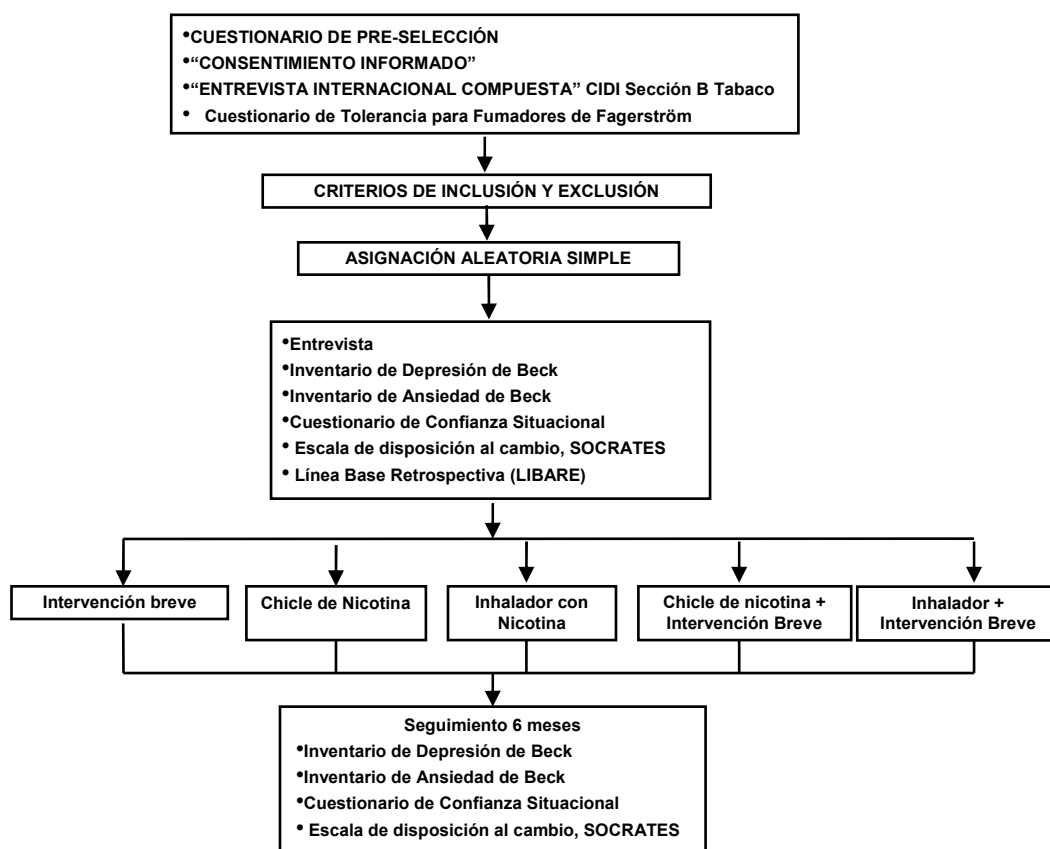 •CUESTIONARIO DE PRE-SELECCIÓN
•“CONSENTIMIENTO INFORMADO”
•“ENTREVISTA INTERNACIONAL COMPUESTA” CIDI Sección B Tabaco
• Cuestionario de Tolerancia para Fumadores de Fagerström
CRITERIOS DE INCLUSIÓN Y EXCLUSIÓN
ASIGNACIÓN ALEATORIA SIMPLE
•Entrevista
•Inventario de Depresión de Beck
•Inventario de Ansiedad de Beck
•Cuestionario de Confianza Situacional
• Escala de disposición al cambio, SOCRATES
• Línea Base Retrospectiva (LIBARE)
Intervención breve
Chicle de Nicotina
Inhalador con
Nicotina
Chicle de nicotina +
Intervención Breve
Inhalador +
Intervención Breve
Seguimiento 6 meses
•Inventario de Depresión de Beck
•Inventario de Ansiedad de Beck
•Cuestionario de Confianza Situacional
• Escala de disposición al cambio, SOCRATES